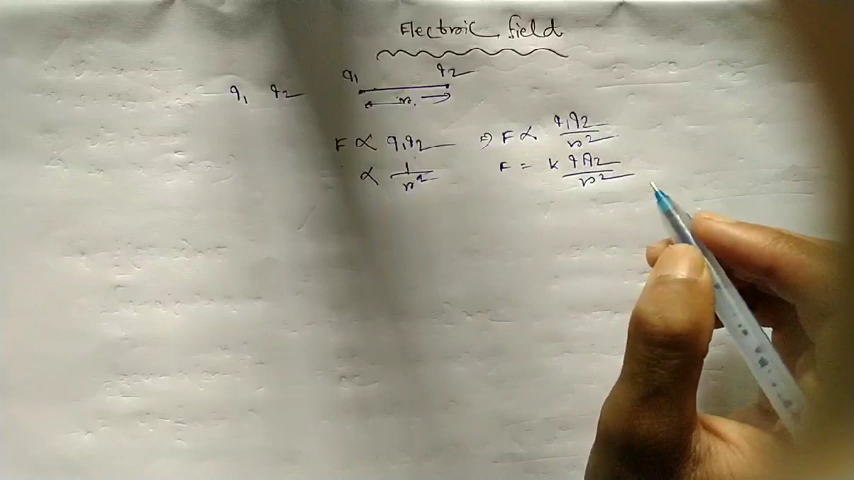 Electric field
q₁ q₂ q₁ q₂
r
F ∝ q₁q₂ ⇒ F ∝ q₁q₂/r²
∝ 1/r² F = K q₁q₂/r²